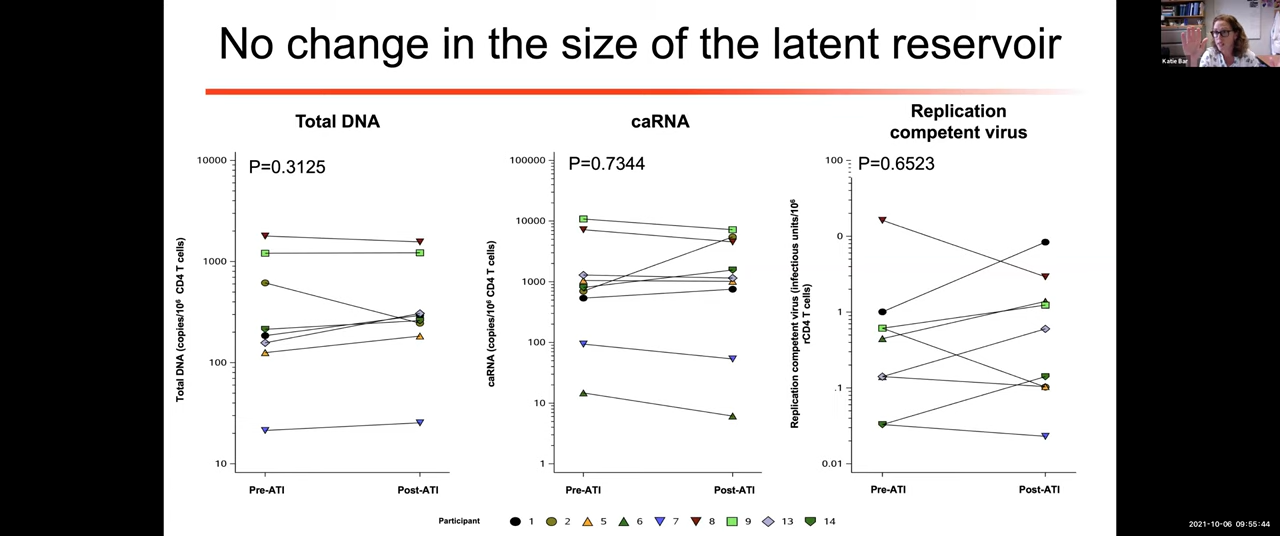 No change in the size of the latent reservoir
Katie Bar
Total DNA
caRNA
Replication
competent virus
P=0.3125
P=0.7344
P=0.6523
Total DNA (copies/10⁶ CD4 T cells)
10000
1000
100
10
Pre-ATI
Post-ATI
caRNA (copies/10⁶ CD4 T cells)
100000
10000
1000
100
10
1
Pre-ATI
Post-ATI
Replication competent virus (infectious units/10⁶
rCD4 T cells)
100
0
1
.1
0.01
Pre-ATI
Post-ATI
Participant 1 2 5 6 7 8 9 13 14
2021-10-06 09:55:44